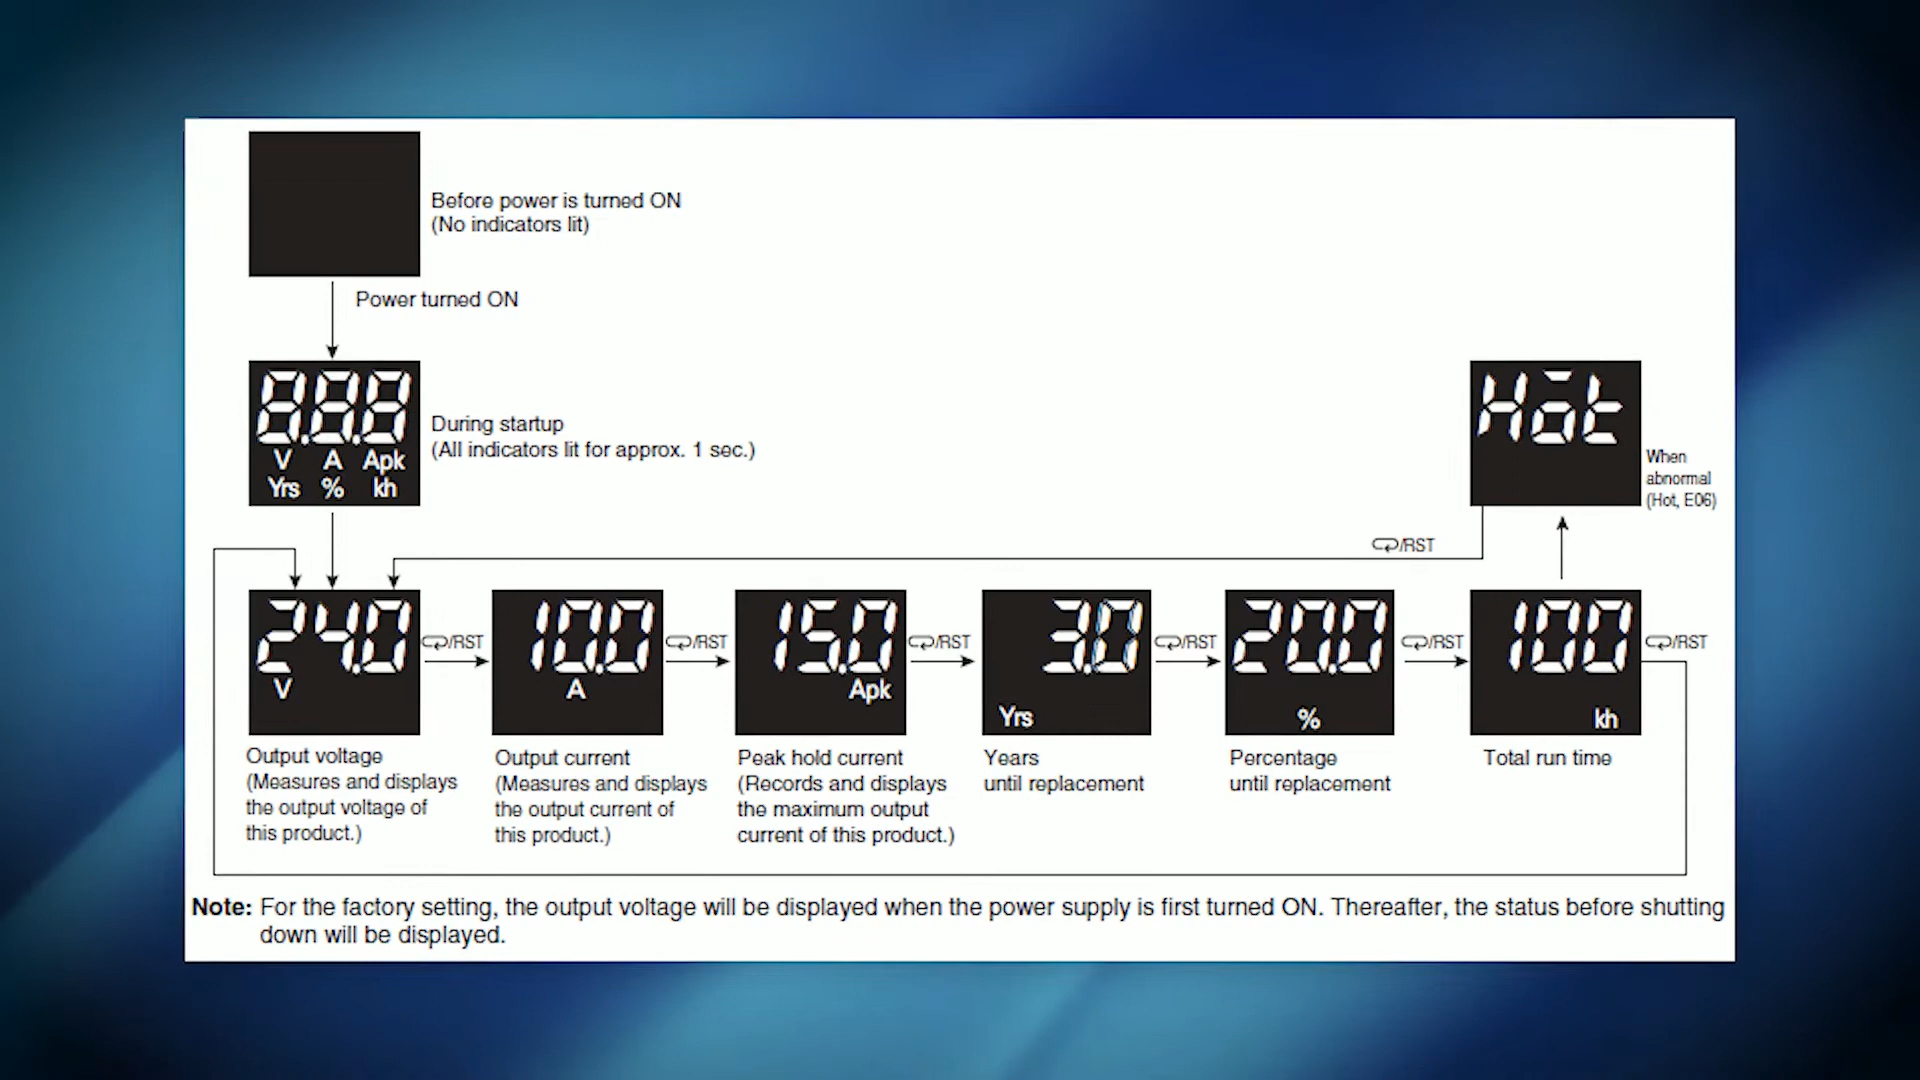 Before power is turned ON
(No indicators lit)
Power turned ON
8.8.8
V A Apk
Yrs % kh
During startup
(All indicators lit for approx. 1 sec.)
Hot
When
abnormal
(Hot, E06)
/RST
24.0
V
/RST
10.0
A
/RST
15.0
Apk
/RST
3.0
Yrs
/RST
20.0
%
/RST
100
kh
/RST
Output voltage
(Measures and displays
the output voltage of
this product.)
Output current
(Measures and displays
the output current of
this product.)
Peak hold current
(Records and displays
the maximum output
current of this product.)
Years
until replacement
Percentage
until replacement
Total run time
Note: For the factory setting, the output voltage will be displayed when the power supply is first turned ON. Thereafter, the status before shutting
down will be displayed.